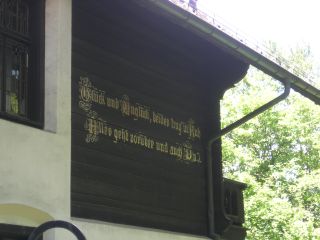 Glück und Unglück, beides trag' in Ruh
Alles geht vorüber und auch Du.